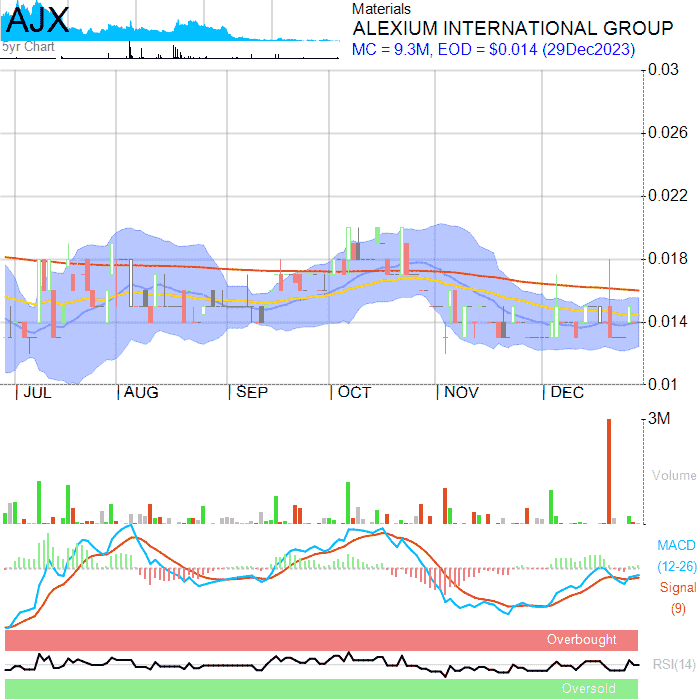 AJX
5yr Chart
Materials
ALEXIUM INTERNATIONAL GROUP
MC = 9.3M, EOD = $0.014 (29Dec2023)
0.03
0.026
0.022
0.018
0.014
0.01
JUL AUG SEP OCT NOV DEC
3M
Volume
MACD
(12-26)
Signal
(9)
Overbought
RSI(14)
Oversold